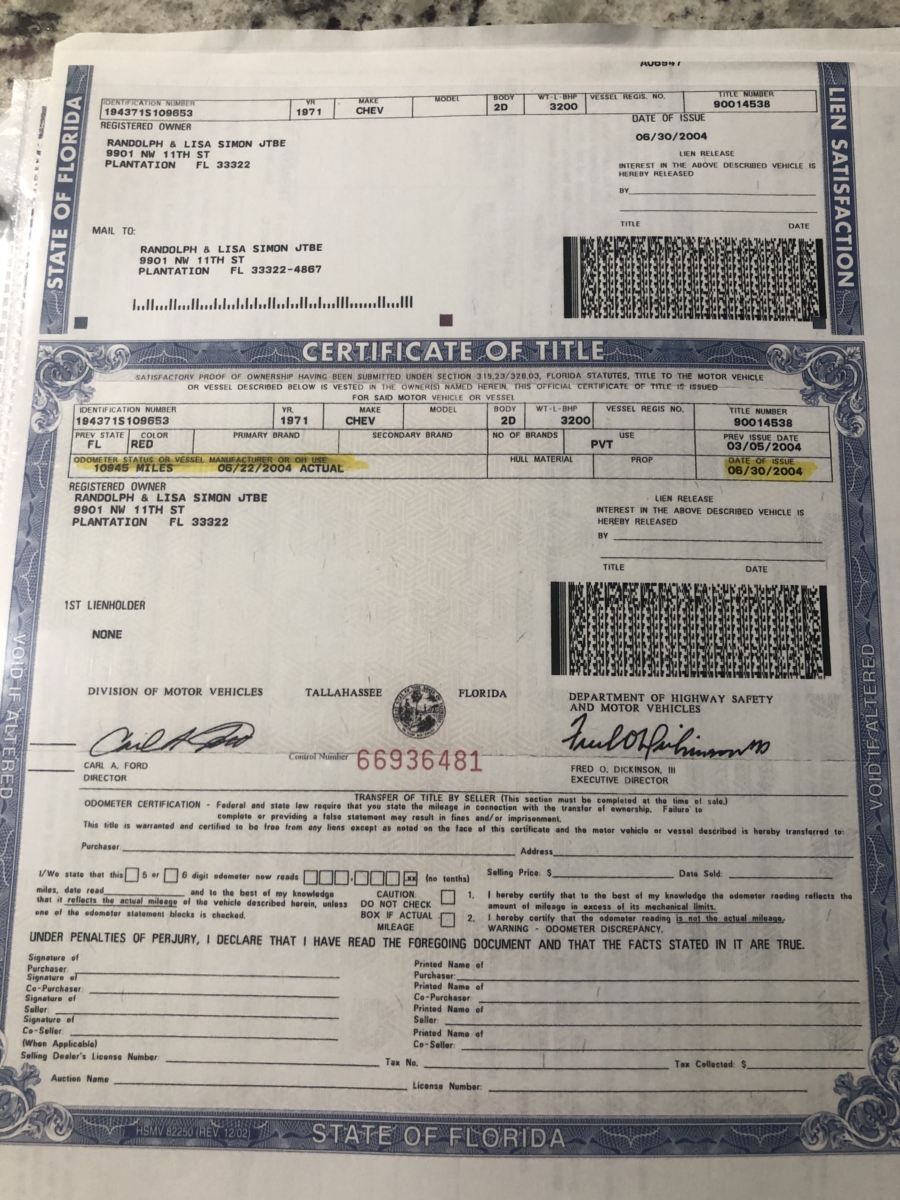 A06947
STATE OF FLORIDA
LIEN SATISFACTION
IDENTIFICATION NUMBER YR MAKE MODEL BODY WT-L-BHP VESSEL REGIS. NO. TITLE NUMBER
194371S109653 1971 CHEV 2D 3200 90014538
REGISTERED OWNER
DATE OF ISSUE
RANDOLPH & LISA SIMON JTBE
06/30/2004
9901 NW 11TH ST
PLANTATION FL 33322
LIEN RELEASE
INTEREST IN THE ABOVE DESCRIBED VEHICLE IS
HEREBY RELEASED
BY
TITLE DATE
MAIL TO:
RANDOLPH & LISA SIMON JTBE
9901 NW 11TH ST
PLANTATION FL 33322-4867
CERTIFICATE OF TITLE
SATISFACTORY PROOF OF OWNERSHIP HAVING BEEN SUBMITTED UNDER SECTION 319.23/328.03, FLORIDA STATUTES, TITLE TO THE MOTOR VEHICLE
OR VESSEL DESCRIBED BELOW IS VESTED IN THE OWNER(S) NAMED HEREIN. THIS OFFICIAL CERTIFICATE OF TITLE IS ISSUED
FOR SAID MOTOR VEHICLE OR VESSEL
IDENTIFICATION NUMBER YR. MAKE MODEL BODY WT-L-BHP VESSEL REGIS NO. TITLE NUMBER
194371S109653 1971 CHEV 2D 3200 90014538
PREV STATE COLOR PRIMARY BRAND SECONDARY BRAND NO OF BRANDS USE PREV ISSUE DATE
FL RED PVT 03/05/2004
ODOMETER STATUS OR VESSEL MANUFACTURER OR OH USE HULL MATERIAL PROP DATE OF ISSUE
10945 MILES 05/22/2004 ACTUAL 06/30/2004
REGISTERED OWNER
RANDOLPH & LISA SIMON JTBE
9901 NW 11TH ST
PLANTATION FL 33322
LIEN RELEASE
INTEREST IN THE ABOVE DESCRIBED VEHICLE IS
HEREBY RELEASED
BY
TITLE DATE
1ST LIENHOLDER
NONE
DIVISION OF MOTOR VEHICLES TALLAHASSEE FLORIDA
DEPARTMENT OF HIGHWAY SAFETY
AND MOTOR VEHICLES
Carl A Ford
Fred O Dickinson III
CARL A. FORD
DIRECTOR
Control Number 66936481
FRED O. DICKINSON, III
EXECUTIVE DIRECTOR
VOID IF ALTERED
VOID IF ALTERED
TRANSFER OF TITLE BY SELLER (This section must be completed at the time of sale.)
ODOMETER CERTIFICATION - Federal and state law require that you state the mileage in connection with the transfer of ownership. Failure to
complete or providing a false statement may result in fines and/or imprisonment.
This title is warranted and certified to be free from any liens except as noted on the face of this certificate and the motor vehicle or vessel described is hereby transferred to:
Purchaser: Address:
I/We state that this 5 or 6 digit odometer now reads , .xx (no tenths) Selling Price: $ Date Sold:
miles, date read and to the best of my knowledge
that it reflects the actual mileage of the vehicle described herein, unless
one of the odometer statement blocks is checked.
CAUTION
DO NOT CHECK
BOX IF ACTUAL
MILEAGE
1. I hereby certify that to the best of my knowledge the odometer reading reflects the
amount of mileage in excess of its mechanical limits.
2. I hereby certify that the odometer reading is not the actual mileage.
WARNING - ODOMETER DISCREPANCY.
UNDER PENALTIES OF PERJURY, I DECLARE THAT I HAVE READ THE FOREGOING DOCUMENT AND THAT THE FACTS STATED IN IT ARE TRUE.
Signature of
Purchaser: Printed Name of
Purchaser:
Signature of
Co-Purchaser: Printed Name of
Co-Purchaser:
Signature of
Seller: Printed Name of
Seller:
Signature of
Co-Seller: Printed Name of
Co-Seller:
(When Applicable)
Selling Dealer's License Number: Tax No. Tax Collected: $
Auction Name License Number:
HSMV 82250 (REV 12/02)
STATE OF FLORIDA